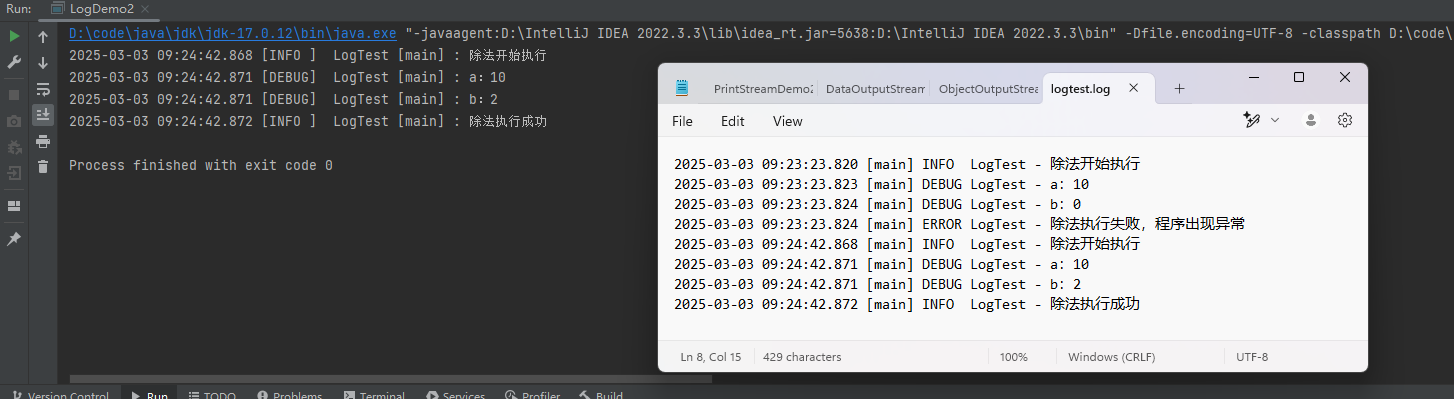 Run: LogDemo2
D:\code\java\jdk\jdk-17.0.12\bin\java.exe "-javaagent:D:\IntelliJ IDEA 2022.3.3\lib\idea_rt.jar=5638:D:\IntelliJ IDEA 2022.3.3\bin" -Dfile.encoding=UTF-8 -classpath D:\code\
2025-03-03 09:24:42.868 [INFO ]  LogTest [main] : 除法开始执行
2025-03-03 09:24:42.871 [DEBUG]  LogTest [main] : a：10
2025-03-03 09:24:42.871 [DEBUG]  LogTest [main] : b：2
2025-03-03 09:24:42.872 [INFO ]  LogTest [main] : 除法执行成功
Process finished with exit code 0
PrintStreamDemo2 DataOutputStream ObjectOutputStrea logtest.log
File Edit View
2025-03-03 09:23:23.820 [main] INFO  LogTest - 除法开始执行
2025-03-03 09:23:23.823 [main] DEBUG LogTest - a：10
2025-03-03 09:23:23.824 [main] DEBUG LogTest - b：0
2025-03-03 09:23:23.824 [main] ERROR LogTest - 除法执行失败，程序出现异常
2025-03-03 09:24:42.868 [main] INFO  LogTest - 除法开始执行
2025-03-03 09:24:42.871 [main] DEBUG LogTest - a：10
2025-03-03 09:24:42.871 [main] DEBUG LogTest - b：2
2025-03-03 09:24:42.872 [main] INFO  LogTest - 除法执行成功
Ln 8, Col 15 429 characters 100% Windows (CRLF) UTF-8
Version Control Run TODO Problems Terminal Services Profiler Build